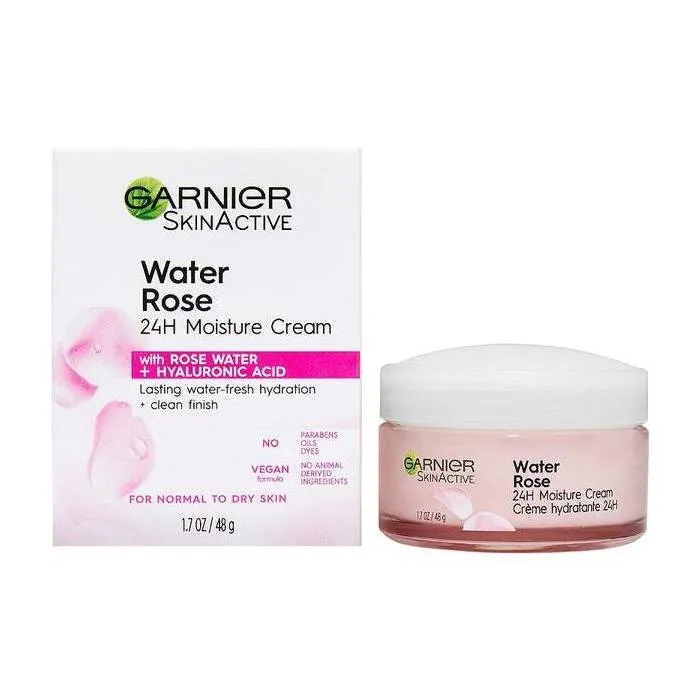 GARNIER
SKINACTIVE
Water
Rose
24H Moisture Cream
with ROSE WATER
+ HYALURONIC ACID
Lasting water-fresh hydration
+ clean finish
NO
PARABENS
OILS
DYES
VEGAN
formula
NO ANIMAL
DERIVED
INGREDIENTS
FOR NORMAL TO DRY SKIN
1.7 OZ / 48 g
GARNIER
SKINACTIVE
Water
Rose
24H Moisture Cream
Crème hydratante 24H
1.7 OZ / 48 g